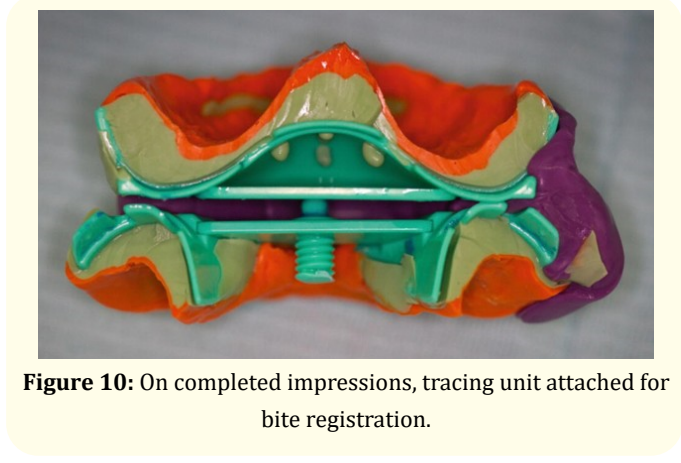 Figure 10: On completed impressions, tracing unit attached for
bite registration.